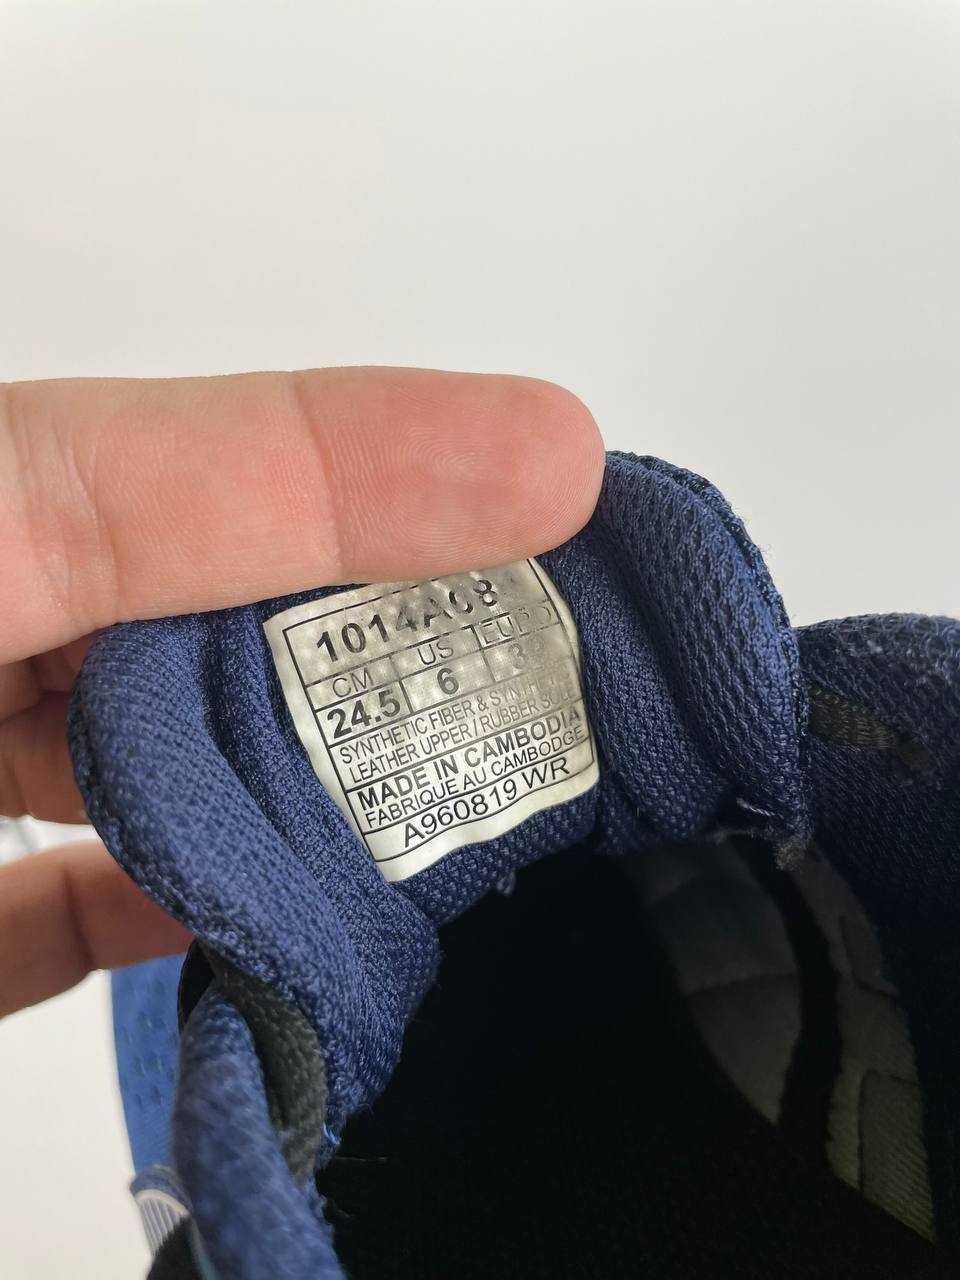 1014A08
CM US EURO
24.5 6
SYNTHETIC FIBER & SYNTHETIC
LEATHER UPPER / RUBBER SOLE
MADE IN CAMBODIA
FABRIQUE AU CAMBODGE
A960819 WR